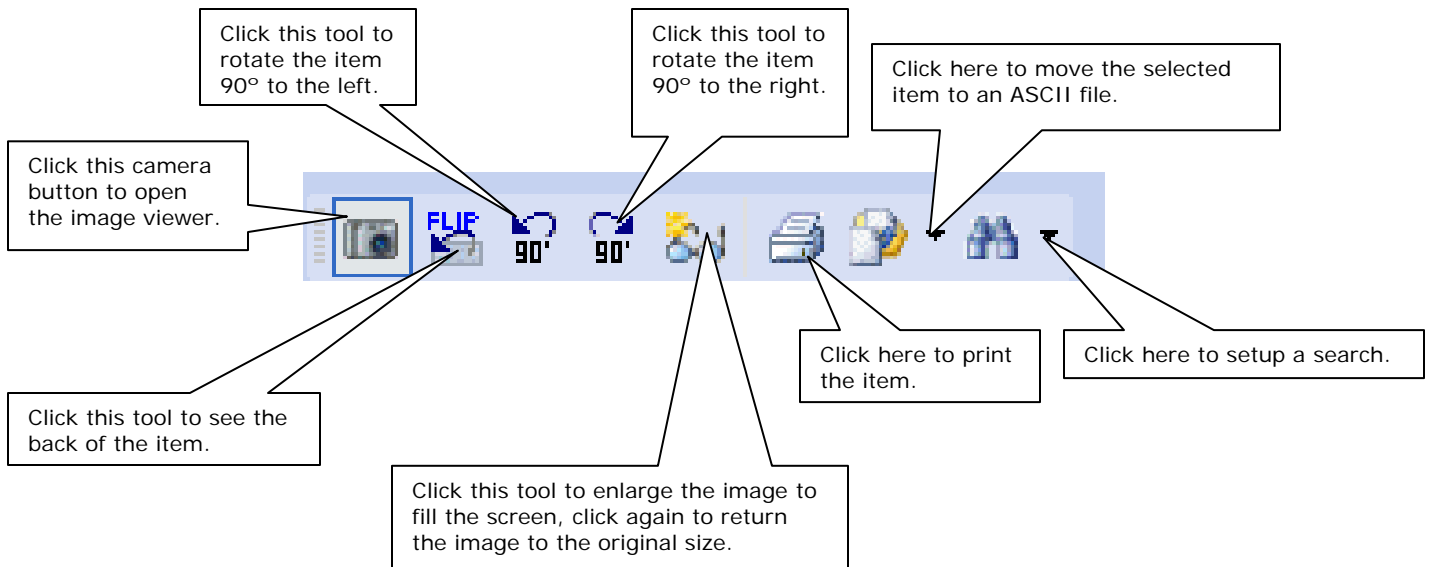 Click this tool to
rotate the item
90º to the left.
Click this tool to
rotate the item
90º to the right.
Click here to move the selected
item to an ASCII file.
Click this camera
button to open
the image viewer.
FLIP
90'
90'
Click here to print
the item.
Click here to setup a search.
Click this tool to see the
back of the item.
Click this tool to enlarge the image to
fill the screen, click again to return
the image to the original size.